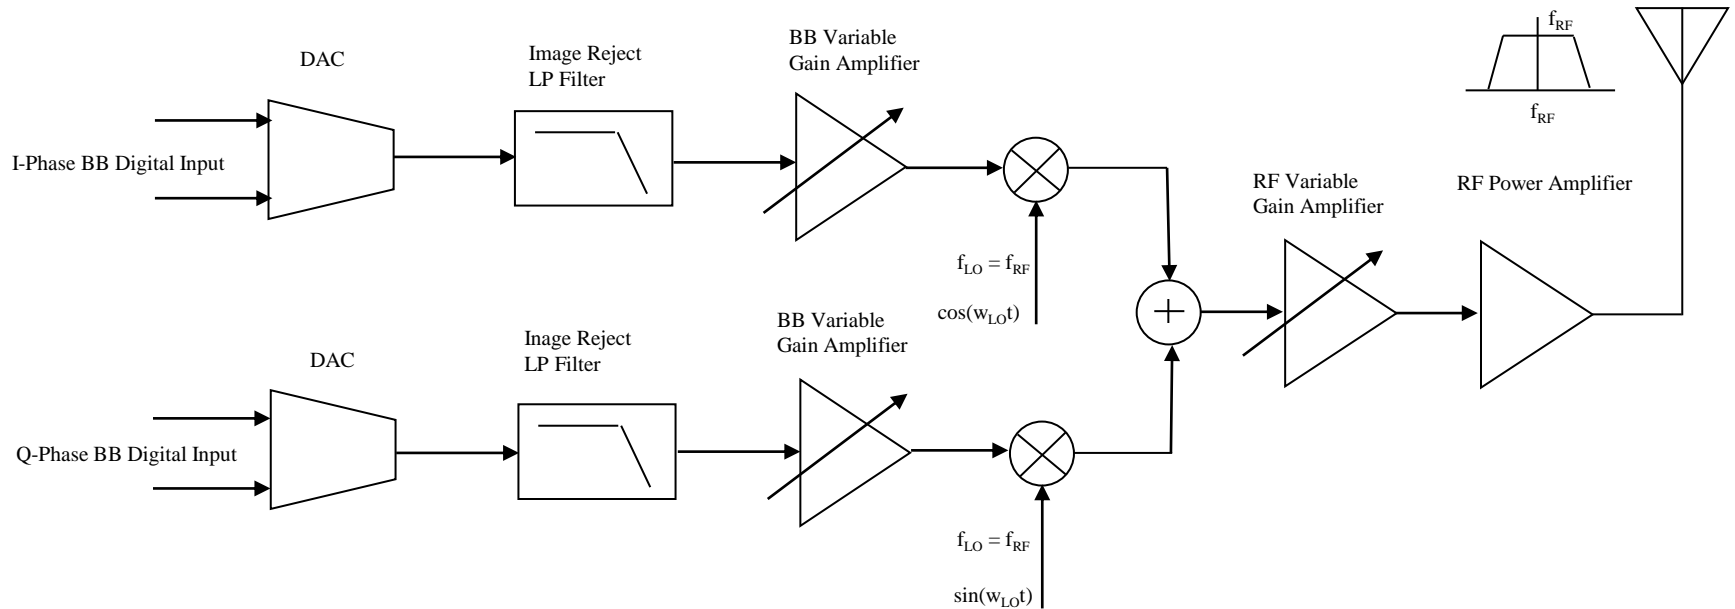 DAC
Image Reject
LP Filter
BB Variable
Gain Amplifier
f_RF
f_RF
I-Phase BB Digital Input
RF Variable
Gain Amplifier
RF Power Amplifier
f_LO = f_RF
cos(w_LOt)
+
DAC
Inage Reject
LP Filter
BB Variable
Gain Amplifier
Q-Phase BB Digital Input
f_LO = f_RF
sin(w_LOt)